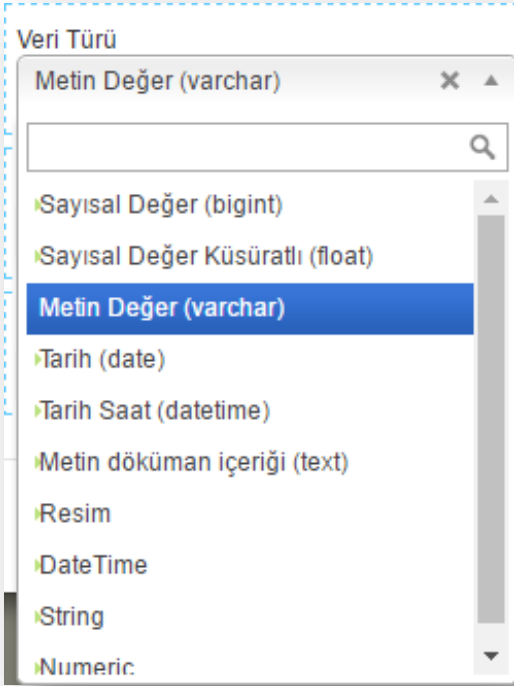 Veri Türü
Metin Değer (varchar)
Sayısal Değer (bigint)
Sayısal Değer Küsüratlı (float)
Metin Değer (varchar)
Tarih (date)
Tarih Saat (datetime)
Metin döküman içeriği (text)
Resim
DateTime
String
Numeric